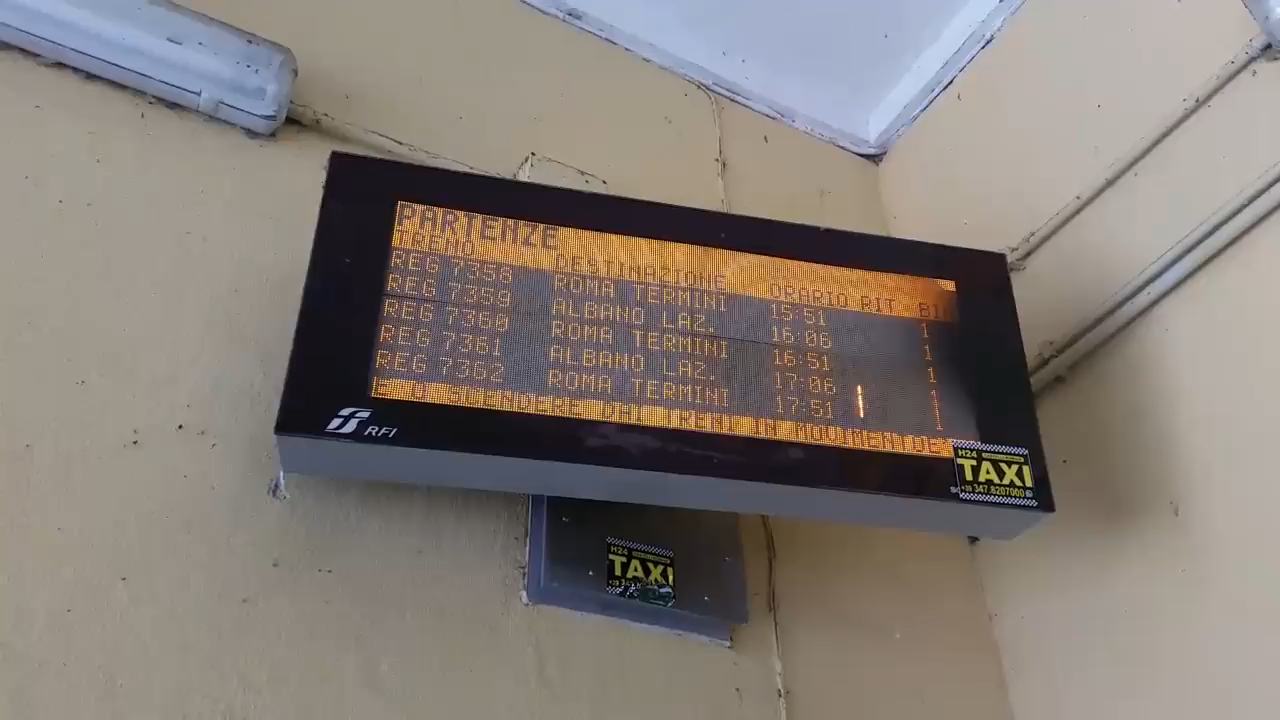 PARTENZE
TRENO DESTINAZIONE ORARIO RIT
REG 7358 ROMA TERMINI 15:51 1
REG 7359 ALBANO LAZ. 16:06 1
REG 7360 ROMA TERMINI 16:51 1
REG 7361 ALBANO LAZ. 17:06 1
REG 7362 ROMA TERMINI 17:51 1
SCENDERE DAI TRENI IN MOVIMENTO
RFI
H24
TAXI
+39 347.8207000
H24
TAXI